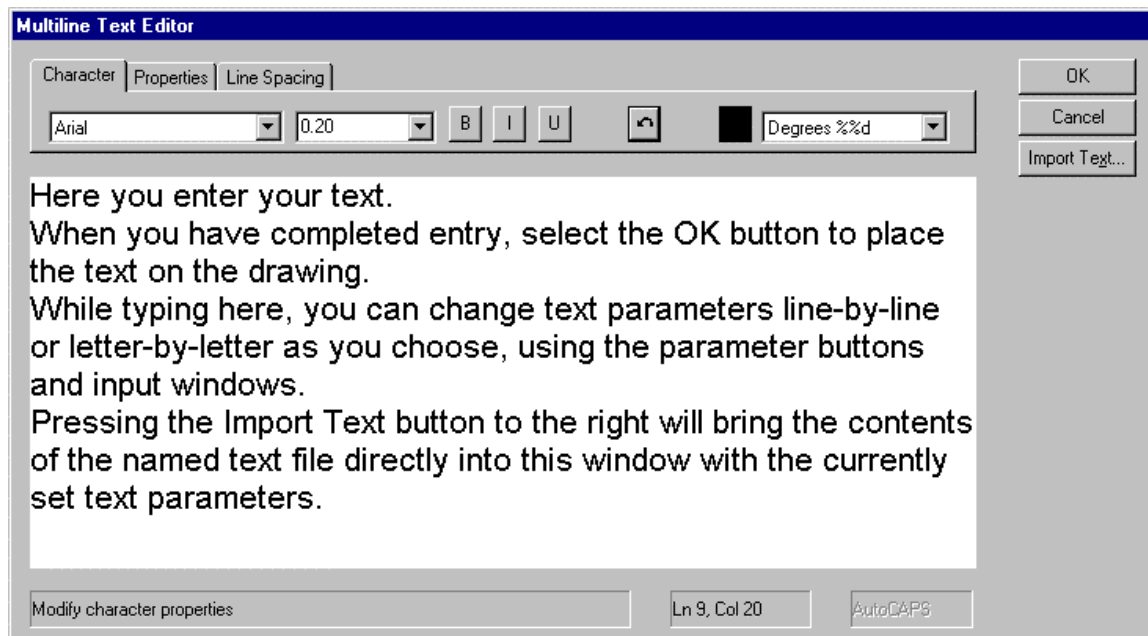 Multiline Text Editor
Character Properties Line Spacing
OK
Arial 0.20 B I U Degrees %%d
Cancel
Import Text...
Here you enter your text.
When you have completed entry, select the OK button to place
the text on the drawing.
While typing here, you can change text parameters line-by-line
or letter-by-letter as you choose, using the parameter buttons
and input windows.
Pressing the Import Text button to the right will bring the contents
of the named text file directly into this window with the currently
set text parameters.
Modify character properties Ln 9, Col 20 AutoCAPS